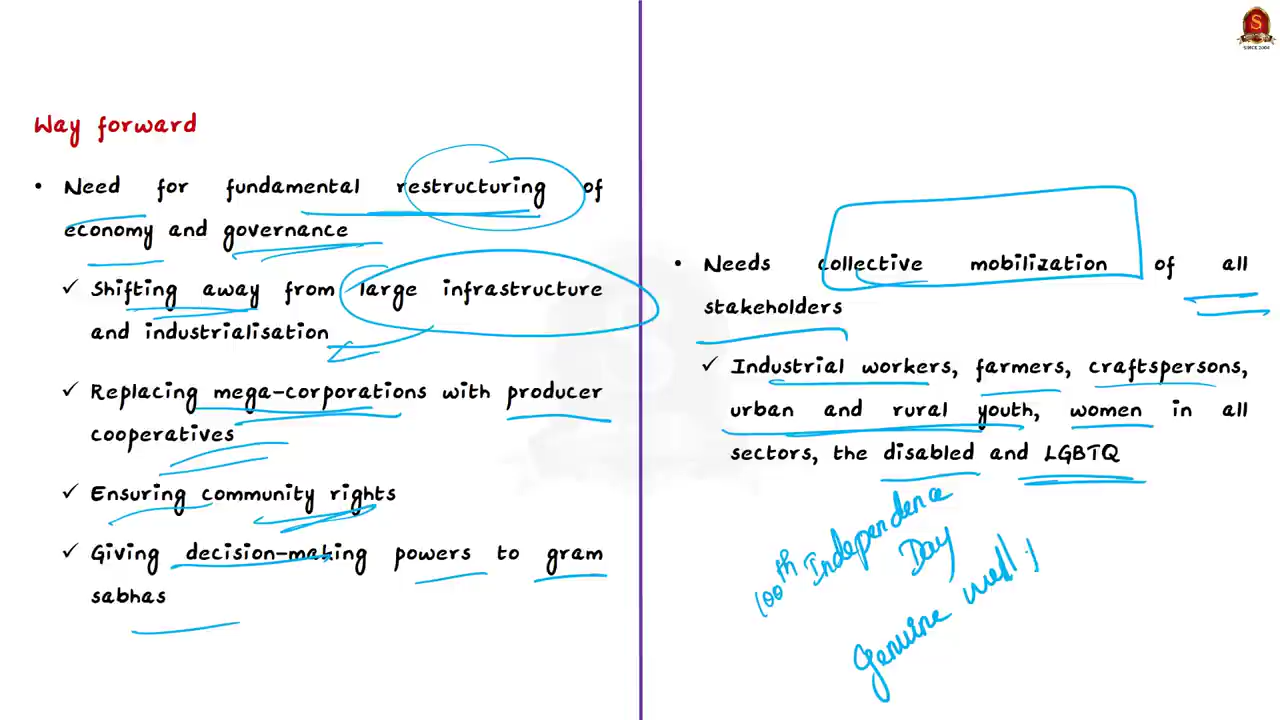 S
SINCE 2004
Way forward
• Need for fundamental restructuring of
economy and governance
✓ Shifting away from large infrastructure
and industrialisation
✓ Replacing mega-corporations with producer
cooperatives
✓ Ensuring community rights
✓ Giving decision-making powers to gram
sabhas
• Needs collective mobilization of all
stakeholders
✓ Industrial workers, farmers, craftspersons,
urban and rural youth, women in all
sectors, the disabled and LGBTQ
100th Independence
Day
Genuine